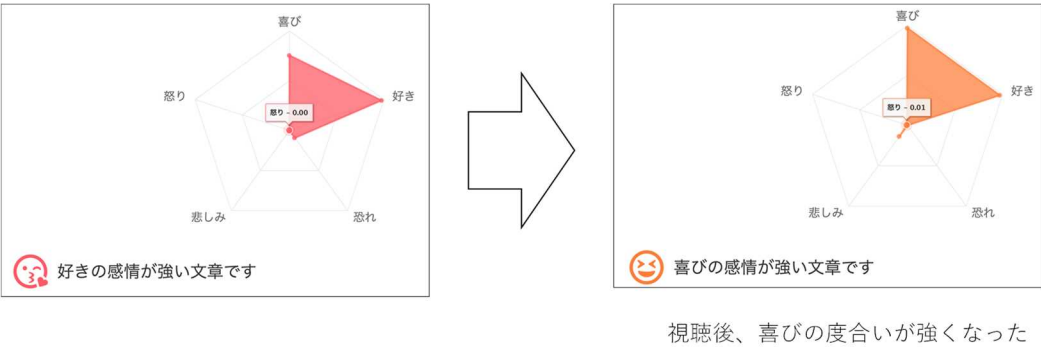 喜び
怒り
好き
怒り - 0.00
悲しみ
恐れ
好きの感情が強い文章です
喜び
怒り
好き
怒り - 0.01
悲しみ
恐れ
喜びの感情が強い文章です
視聴後、喜びの度合いが強くなった